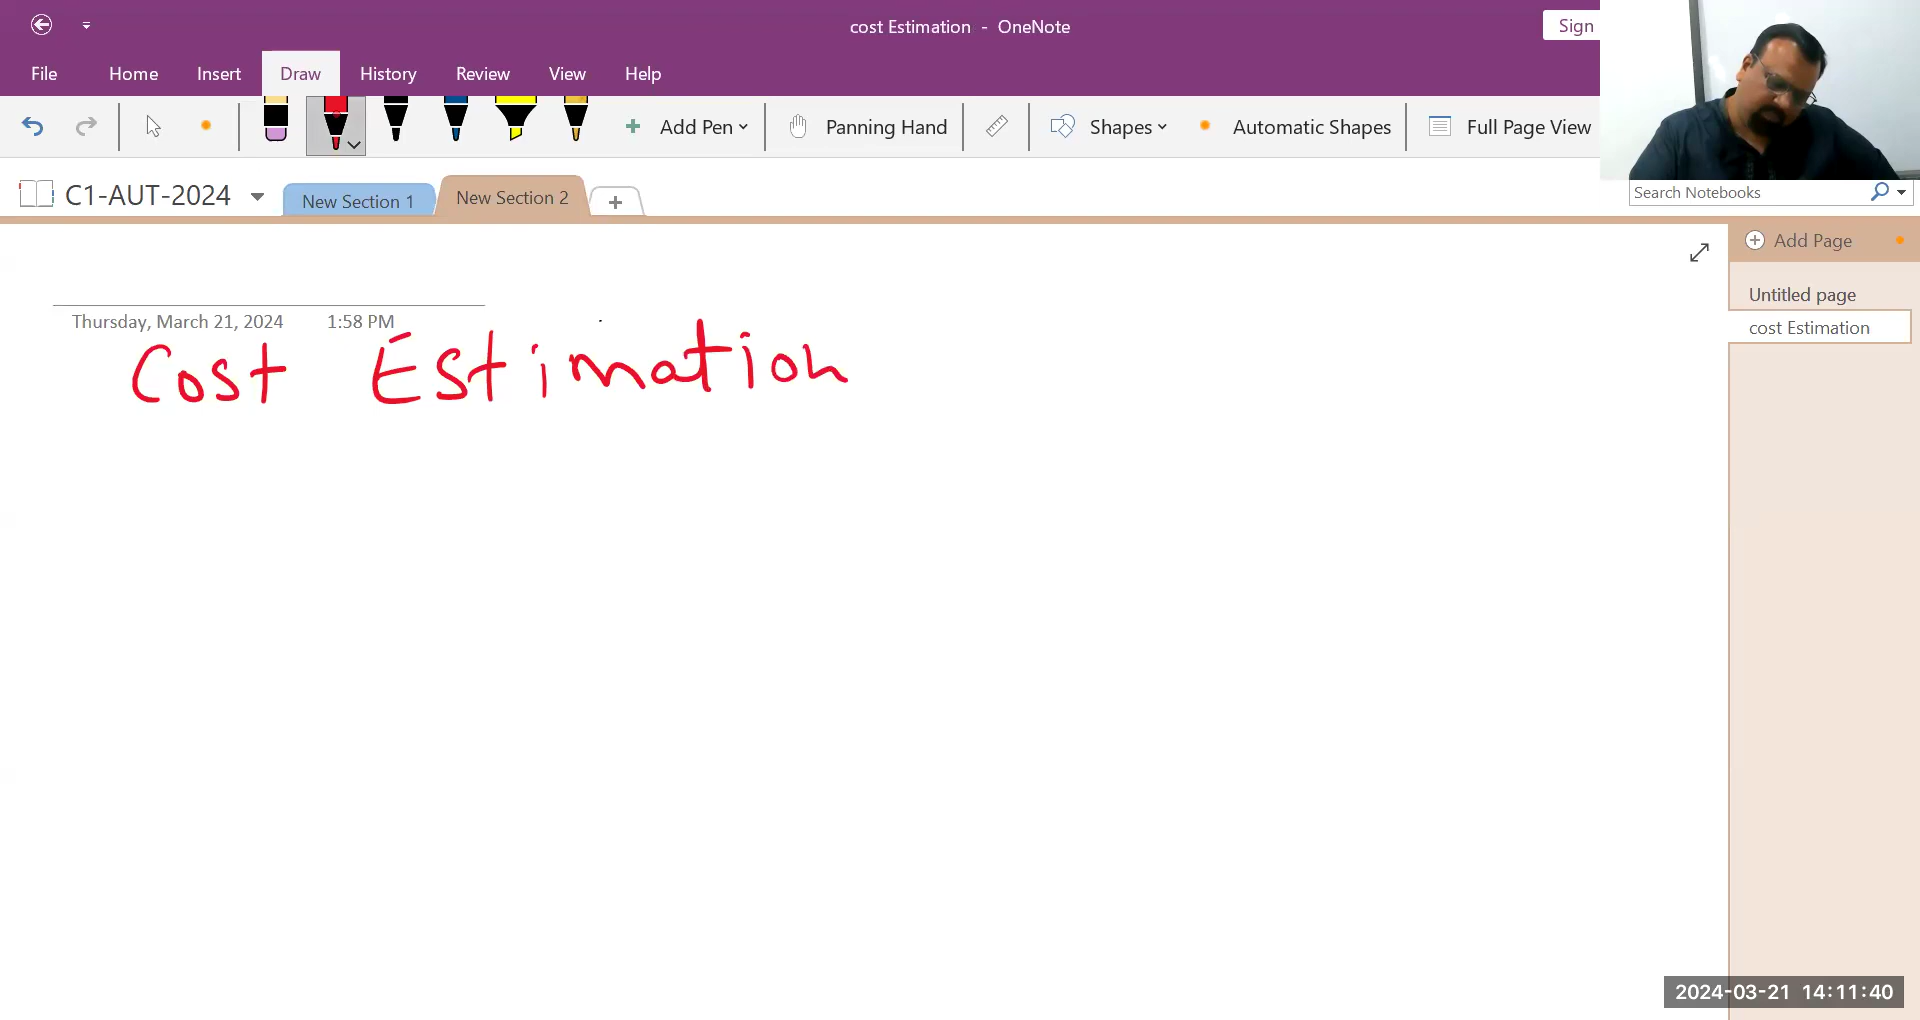 cost Estimation - OneNote
Sign
File Home Insert Draw History Review View Help
Add Pen Panning Hand Shapes Automatic Shapes Full Page View
C1-AUT-2024 New Section 1 New Section 2
Search Notebooks
Add Page
Untitled page
cost Estimation
Thursday, March 21, 2024 1:58 PM
Cost Estimation
2024-03-21 14:11:40